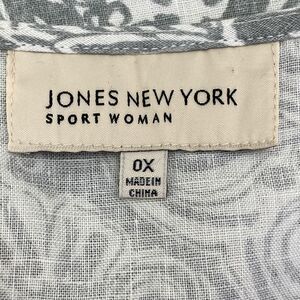 JONES NEW YORK
SPORT WOMAN
0X
MADE IN
CHINA